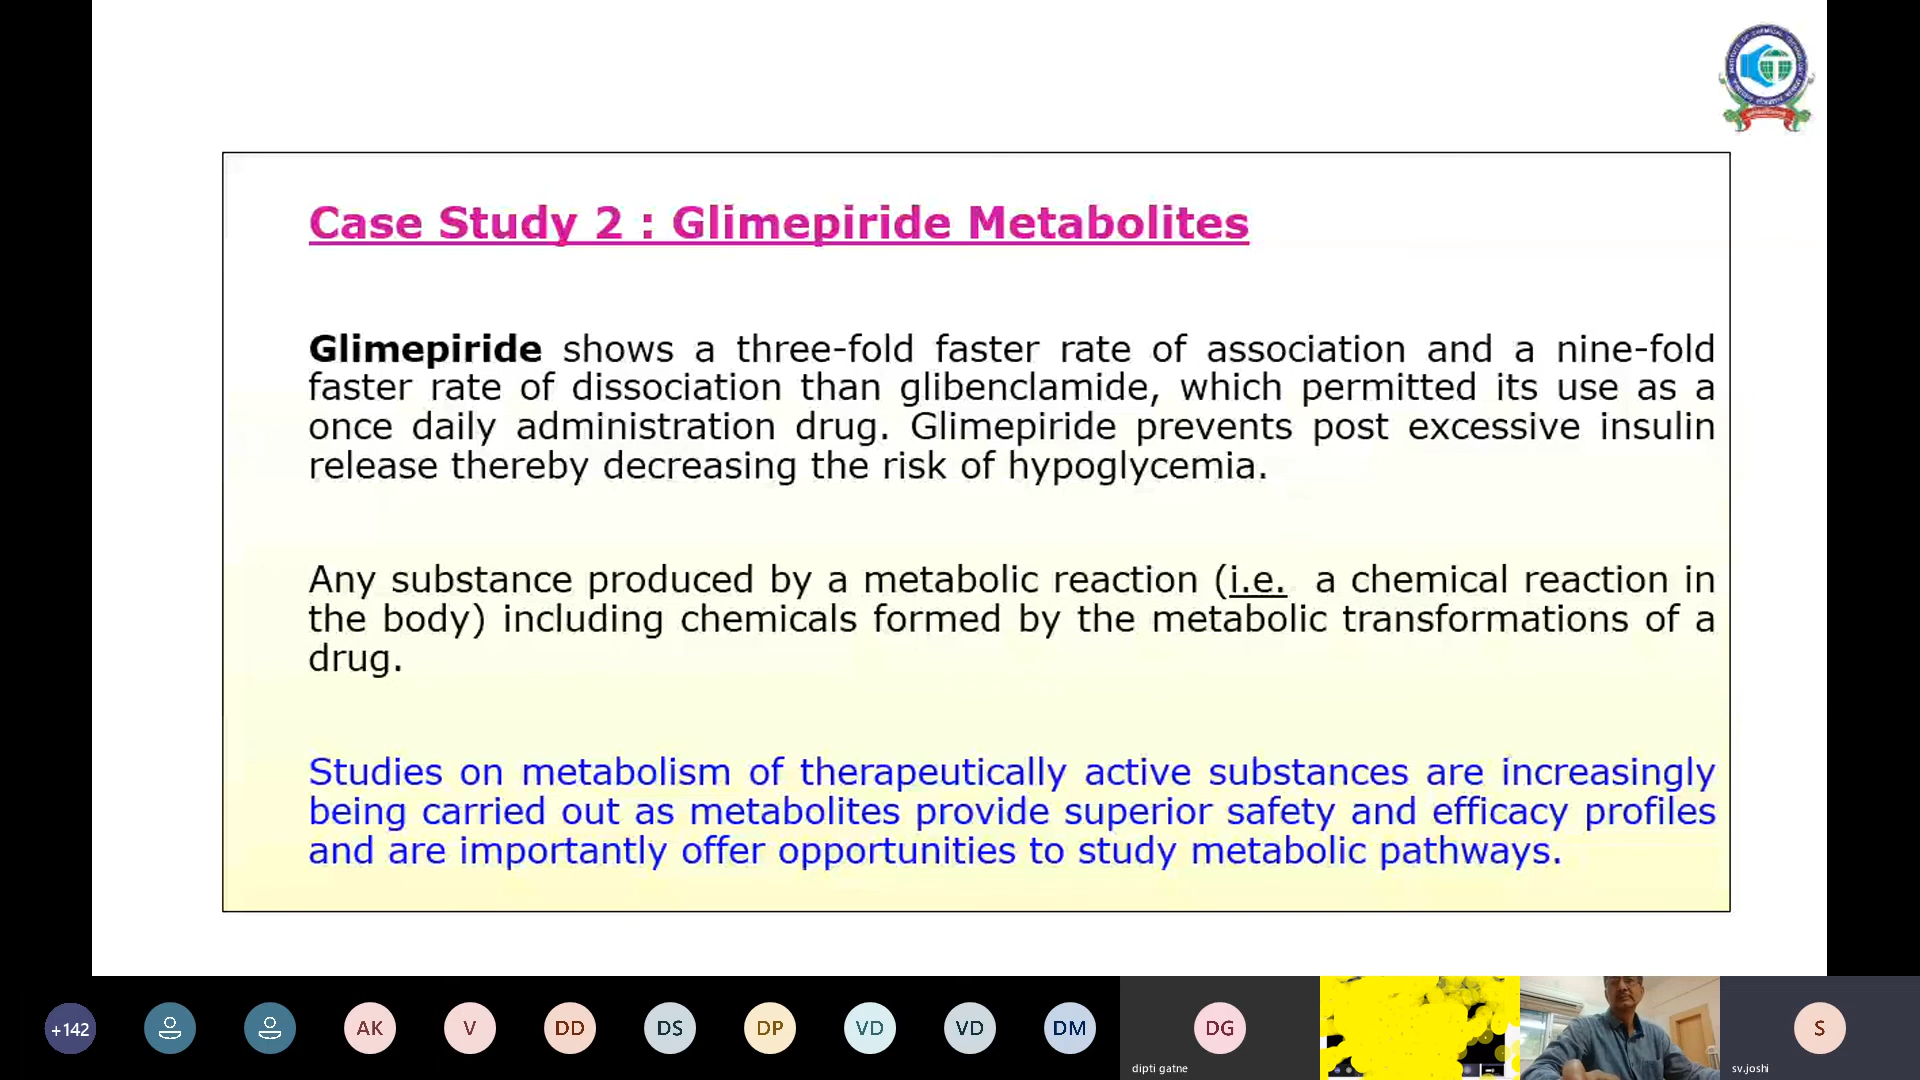 Case Study 2 : Glimepiride Metabolites
Glimepiride shows a three-fold faster rate of association and a nine-fold
faster rate of dissociation than glibenclamide, which permitted its use as a
once daily administration drug. Glimepiride prevents post excessive insulin
release thereby decreasing the risk of hypoglycemia.
Any substance produced by a metabolic reaction (i.e. a chemical reaction in
the body) including chemicals formed by the metabolic transformations of a
drug.
Studies on metabolism of therapeutically active substances are increasingly
being carried out as metabolites provide superior safety and efficacy profiles
and are importantly offer opportunities to study metabolic pathways.
+142
AK
V
DD
DS
DP
VD
VD
DM
DG
S
dipti gatne
sv.joshi